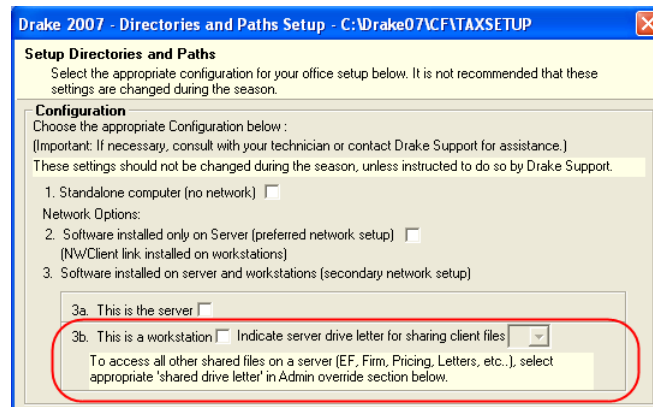 Drake 2007 - Directories and Paths Setup - C:\Drake07\CF\TAXSETUP
Setup Directories and Paths
Select the appropriate configuration for your office setup below. It is not recommended that these
settings are changed during the season.
Configuration
Choose the appropriate Configuration below :
(Important: If necessary, consult with your technician or contact Drake Support for assistance.)
These settings should not be changed during the season, unless instructed to do so by Drake Support.
1. Standalone computer (no network)
Network Options:
2. Software installed only on Server (preferred network setup)
(NWClient link installed on workstations)
3. Software installed on server and workstations (secondary network setup)
3a. This is the server
3b. This is a workstation Indicate server drive letter for sharing client files
To access all other shared files on a server (EF, Firm, Pricing, Letters, etc..), select
appropriate 'shared drive letter' in Admin override section below.